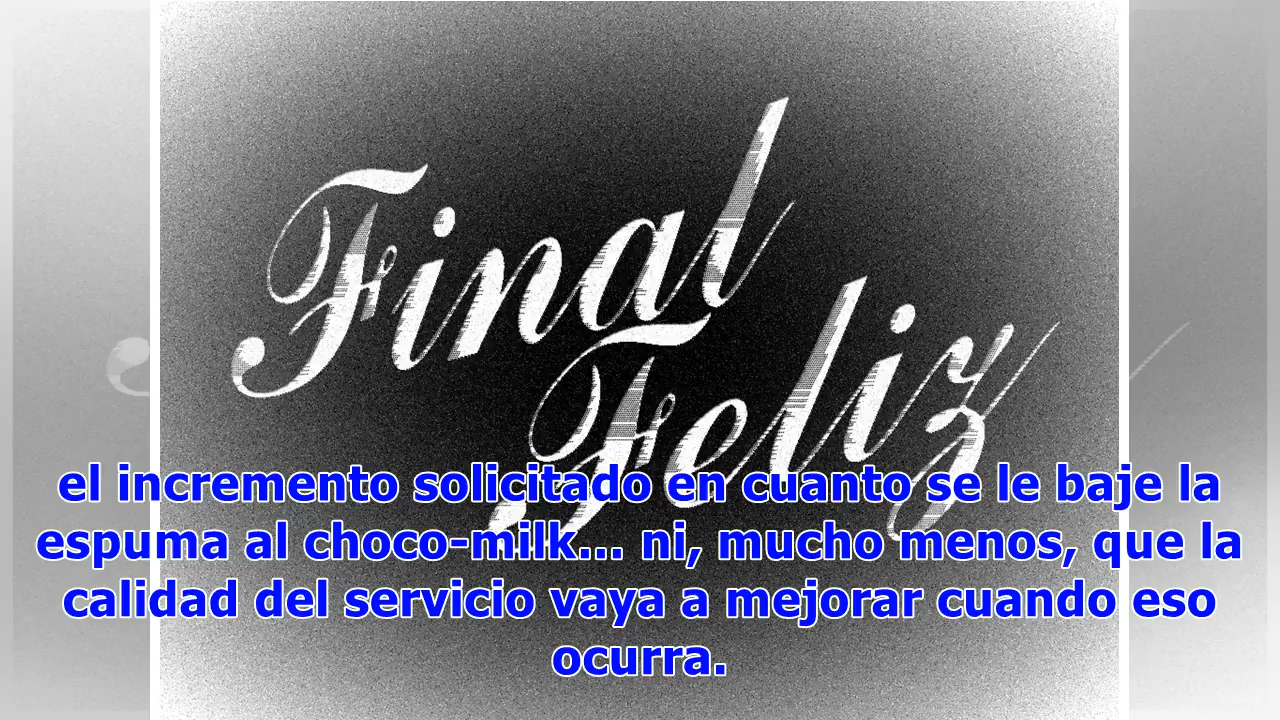 Final
Feliz
el incremento solicitado en cuanto se le baje la
espuma al choco-milk... ni, mucho menos, que la
calidad del servicio vaya a mejorar cuando eso
ocurra.